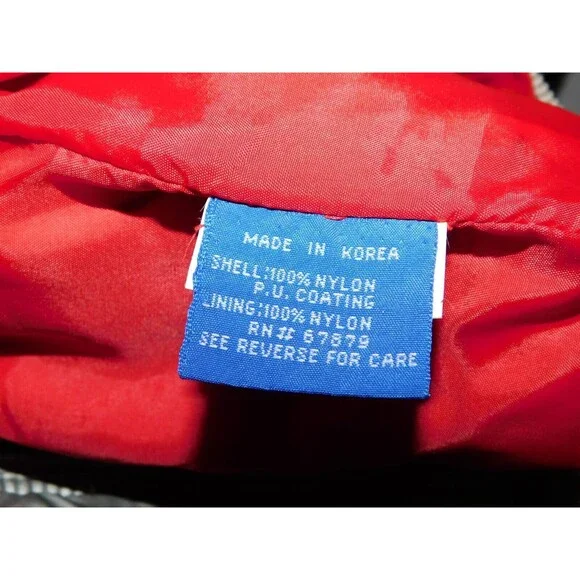 MADE IN KOREA
SHELL:100% NYLON
P.U. COATING
LINING:100% NYLON
RN# 67879
SEE REVERSE FOR CARE